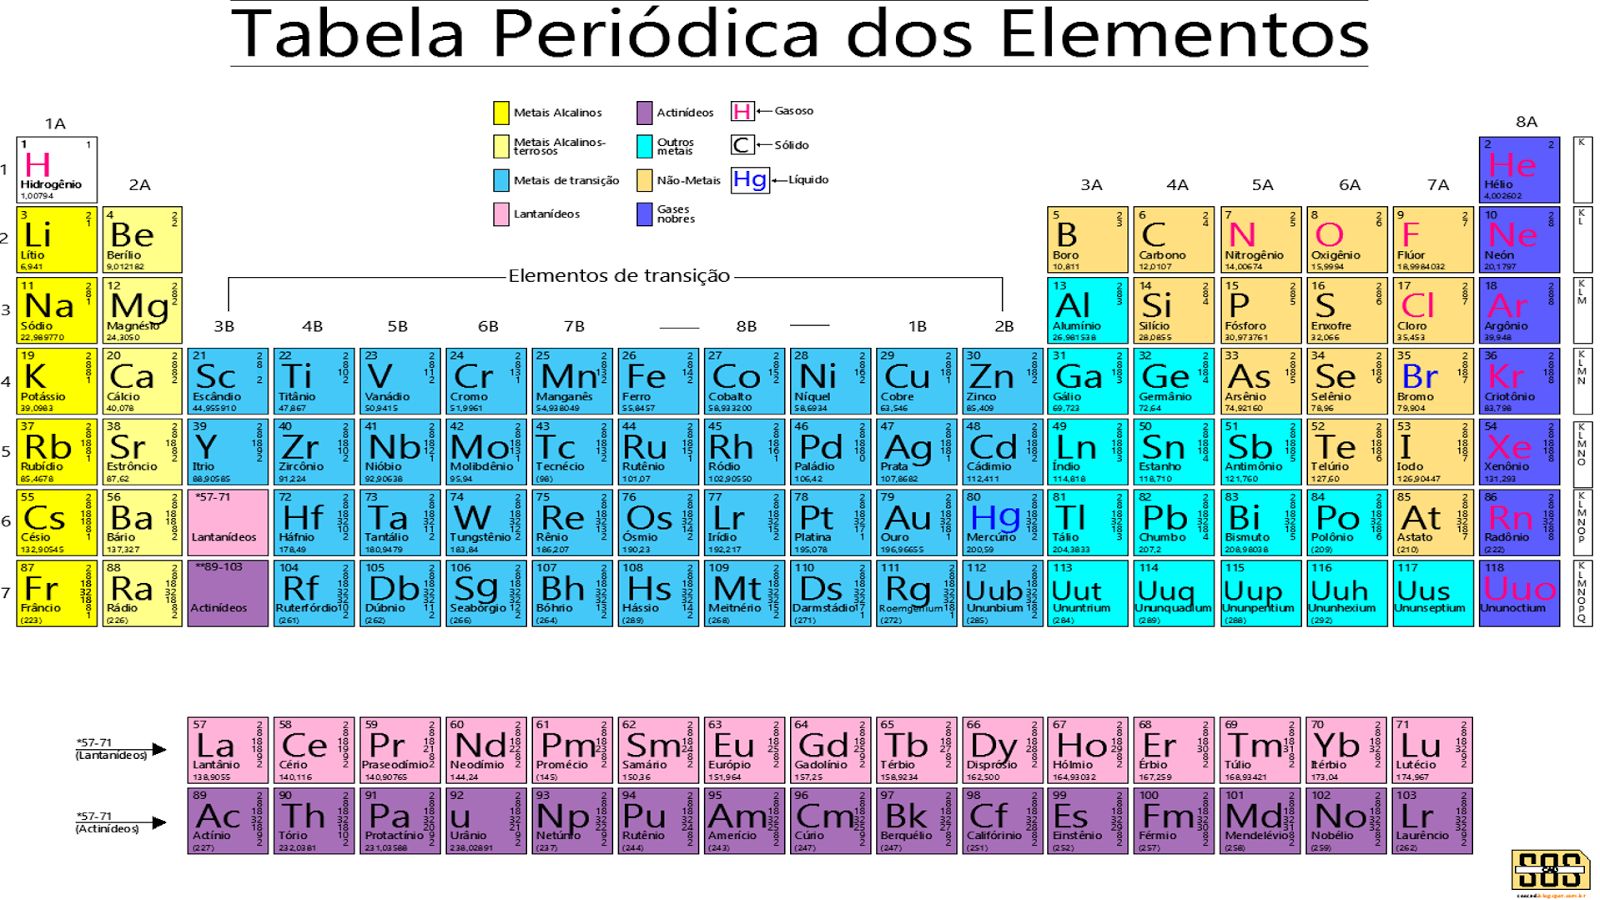 Tabela Periódica dos Elementos
Metais Alcalinos
Metais Alcalinos-
terrosos
Metais de transição
Lantanídeos
Actinídeos
Outros
metais
Não-Metais
Gases
nobres
H Gasoso
C Sólido
Hg Líquido
1A
2A
3A 4A 5A 6A 7A
8A
Elementos de transição
3B 4B 5B 6B 7B 8B 1B 2B
1
1 2
H He
Hidrogênio Hélio
1,00794 4,002602
K
2
3 4 5 6 7 8 9 10
Li Be B C N O F Ne
Lítio Berílio Boro Carbono Nitrogênio Oxigênio Flúor Neón
6,941 9,012182 10,811 12,0107 14,00674 15,9994 18,9984032 20,1797
K
L
3
11 12 13 14 15 16 17 18
Na Mg Al Si P S Cl Ar
Sódio Magnésio Alumínio Silício Fósforo Enxofre Cloro Argônio
22,989770 24,3050 26,981538 28,0855 30,973761 32,066 35,453 39,948
K
L
M
4
19 20 21 22 23 24 25 26 27 28 29 30 31 32 33 34 35 36
K Ca Sc Ti V Cr Mn Fe Co Ni Cu Zn Ga Ge As Se Br Kr
Potássio Cálcio Escândio Titânio Vanádio Cromo Manganês Ferro Cobalto Níquel Cobre Zinco Gálio Germânio Arsênio Selênio Bromo Criotônio
39,0983 40,078 44,955910 47,867 50,9415 51,9961 54,938049 55,8457 58,933200 58,6934 63,546 85,409 69,723 72,64 74,92160 78,96 79,904 83,798
K
L
M
N
5
37 38 39 40 41 42 43 44 45 46 47 48 49 50 51 52 53 54
Rb Sr Y Zr Nb Mo Tc Ru Rh Pd Ag Cd Ln Sn Sb Te I Xe
Rubídio Estrôncio Itrio Zircônio Nióbio Molibdênio Tecnécio Rutênio Ródio Paládio Prata Cádimio Índio Estanho Antimônio Telúrio Iodo Xenônio
85,4678 87,62 88,90585 91,224 92,90638 95,94 (98) 101,07 102,90550 106,42 107,8682 112,411 114,818 118,710 121,760 127,60 126,90447 131,293
K
L
M
N
O
6
55 56 *57-71 72 73 74 75 76 77 78 79 80 81 82 83 84 85 86
Cs Ba Hf Ta W Re Os Lr Pt Au Hg Tl Pb Bi Po At Rn
Césio Bário Lantanídeos Háfnio Tantálio Tungstênio Rênio Ósmio Irídio Platina Ouro Mercúrio Tálio Chumbo Bismuto Polônio Astato Radônio
132,90545 137,327 178,49 180,9479 183,84 186,207 190,23 192,217 195,078 196,96655 200,59 204,3833 207,2 208,98038 (209) (210) (222)
K
L
M
N
O
P
7
87 88 **89-103 104 105 106 107 108 109 110 111 112 113 114 115 116 117 118
Fr Ra Rf Db Sg Bh Hs Mt Ds Rg Uub Uut Uuq Uup Uuh Uus Uuo
Frâncio Rádio Actinídeos Ruterfórdio Dúbnio Seabórgio Bóhrio Hássio Meitnério Darmstádio Roemgenium Ununbium Ununtrium Ununquadium Ununpentium Ununhexium Ununseptium Ununoctium
(223) (226) (261) (262) (266) (264) (289) (268) (271) (272) (285) (284) (289) (288) (292)
K
L
M
N
O
P
Q
*57-71
(Lantanídeos)
57 58 59 60 61 62 63 64 65 66 67 68 69 70 71
La Ce Pr Nd Pm Sm Eu Gd Tb Dy Ho Er Tm Yb Lu
Lantânio Cério Praseodímio Neodímio Promécio Samário Európio Gadolínio Térbio Disprósio Hólmio Érbio Túlio Itérbio Lutécio
138,9055 140,116 140,90765 144,24 (145) 150,36 151,964 157,25 158,9234 162,500 164,93032 167,259 168,93421 173,04 174,967
*57-71
(Actinídeos)
89 90 91 92 93 94 95 96 97 98 99 100 101 102 103
Ac Th Pa u Np Pu Am Cm Bk Cf Es Fm Md No Lr
Actínio Tório Protactínio Urânio Netúnio Rutênio Amerício Cúrio Berquélio Califórinio Einstênio Férmio Mendelévio Nobélio Laurêncio
(227) 232,0381 231,03588 238,02891 (237) (244) (243) (247) (247) (251) (252) (257) (258) (259) (262)
SOS
CAD